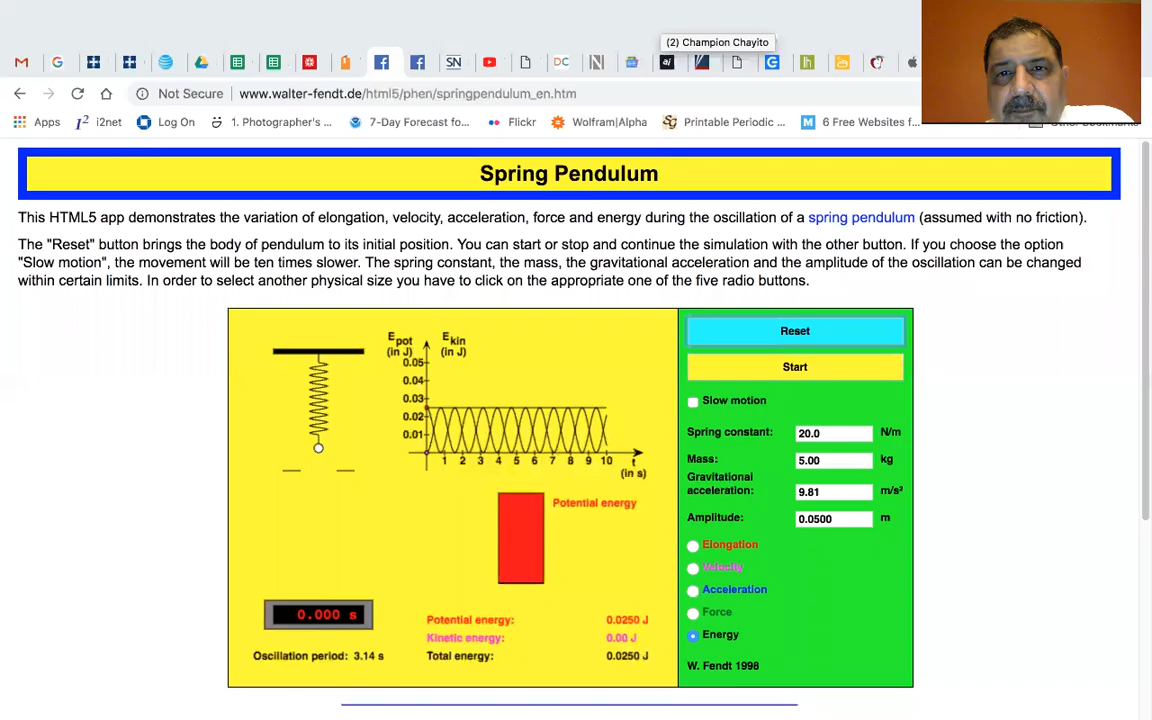 (2) Champion Chayito
SN
DC
N
ai
Not Secure
www.walter-fendt.de/html5/phen/springpendulum_en.htm
Apps
I² i2net
Log On
1. Photographer's ...
7-Day Forecast fo...
Flickr
Wolfram|Alpha
Printable Periodic ...
6 Free Websites f...
Spring Pendulum
This HTML5 app demonstrates the variation of elongation, velocity, acceleration, force and energy during the oscillation of a spring pendulum (assumed with no friction).
The "Reset" button brings the body of pendulum to its initial position. You can start or stop and continue the simulation with the other button. If you choose the option
"Slow motion", the movement will be ten times slower. The spring constant, the mass, the gravitational acceleration and the amplitude of the oscillation can be changed
within certain limits. In order to select another physical size you have to click on the appropriate one of the five radio buttons.
Epot Ekin
(in J) (in J)
0.05
0.04
0.03
0.02
0.01
1 2 3 4 5 6 7 8 9 10 t
(in s)
Potential energy
0.000 s
Oscillation period: 3.14 s
Potential energy: 0.0250 J
Kinetic energy: 0.00 J
Total energy: 0.0250 J
Reset
Start
Slow motion
Spring constant: 20.0 N/m
Mass: 5.00 kg
Gravitational
acceleration: 9.81 m/s²
Amplitude: 0.0500 m
Elongation
Velocity
Acceleration
Force
Energy
W. Fendt 1998